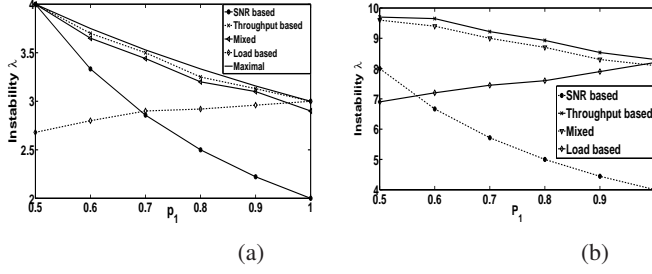 4
3.5
3
2.5
2
0.5 0.6 0.7 0.8 0.9 1
Instability λ
p1
SNR based
Throughput based
Mixed
Load based
Maximal
(a)
10
9
8
7
6
5
4
0.5 0.6 0.7 0.8 0.9
Instability λ
P1
SNR based
Throughput based
Mixed
Load based
(b)